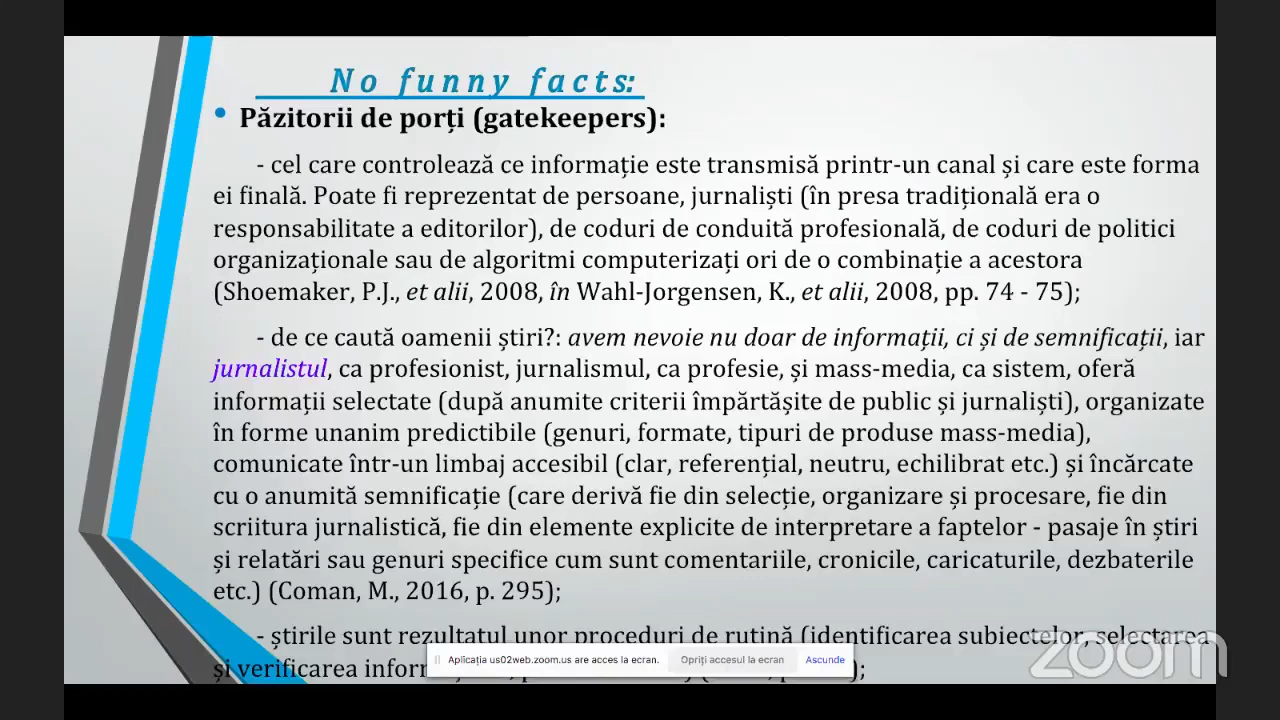 No funny facts:
• Păzitorii de porți (gatekeepers):
- cel care controlează ce informație este transmisă printr-un canal și care este forma
ei finală. Poate fi reprezentat de persoane, jurnaliști (în presa tradițională era o
responsabilitate a editorilor), de coduri de conduită profesională, de coduri de politici
organizaționale sau de algoritmi computerizați ori de o combinație a acestora
(Shoemaker, P.J., et alii, 2008, în Wahl-Jorgensen, K., et alii, 2008, pp. 74 - 75);
- de ce caută oamenii știri?: avem nevoie nu doar de informații, ci și de semnificații, iar
jurnalistul, ca profesionist, jurnalismul, ca profesie, și mass-media, ca sistem, oferă
informații selectate (după anumite criterii împărtășite de public și jurnaliști), organizate
în forme unanim predictibile (genuri, formate, tipuri de produse mass-media),
comunicate într-un limbaj accesibil (clar, referențial, neutru, echilibrat etc.) și încărcate
cu o anumită semnificație (care derivă fie din selecție, organizare și procesare, fie din
scriitura jurnalistică, fie din elemente explicite de interpretare a faptelor - pasaje în știri
și relatări sau genuri specifice cum sunt comentariile, cronicile, caricaturile, dezbaterile
etc.) (Coman, M., 2016, p. 295);
- știrile sunt rezultatul unor proceduri de rutină (identificarea subiectelor, selectarea
și verificarea
Aplicația us02web.zoom.us are acces la ecran. Opriți accesul la ecran Ascunde
zoom